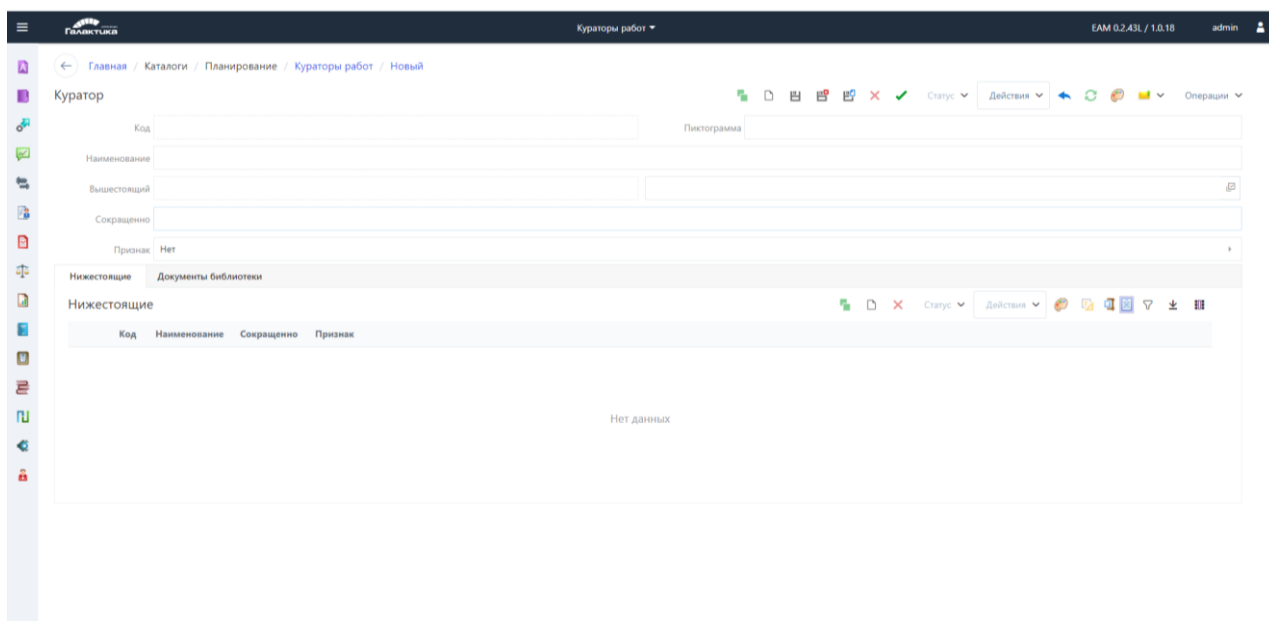 Галактика
Кураторы работ
EAM 0.2.43L / 1.0.18
admin
Главная / Каталоги / Планирование / Кураторы работ / Новый
Куратор
Статус
Действия
Операции
Код
Пиктограмма
Наименование
Вышестоящий
Сокращенно
Признак Нет
Нижестоящие Документы библиотеки
Нижестоящие
Статус
Действия
Код Наименование Сокращенно Признак
Нет данных